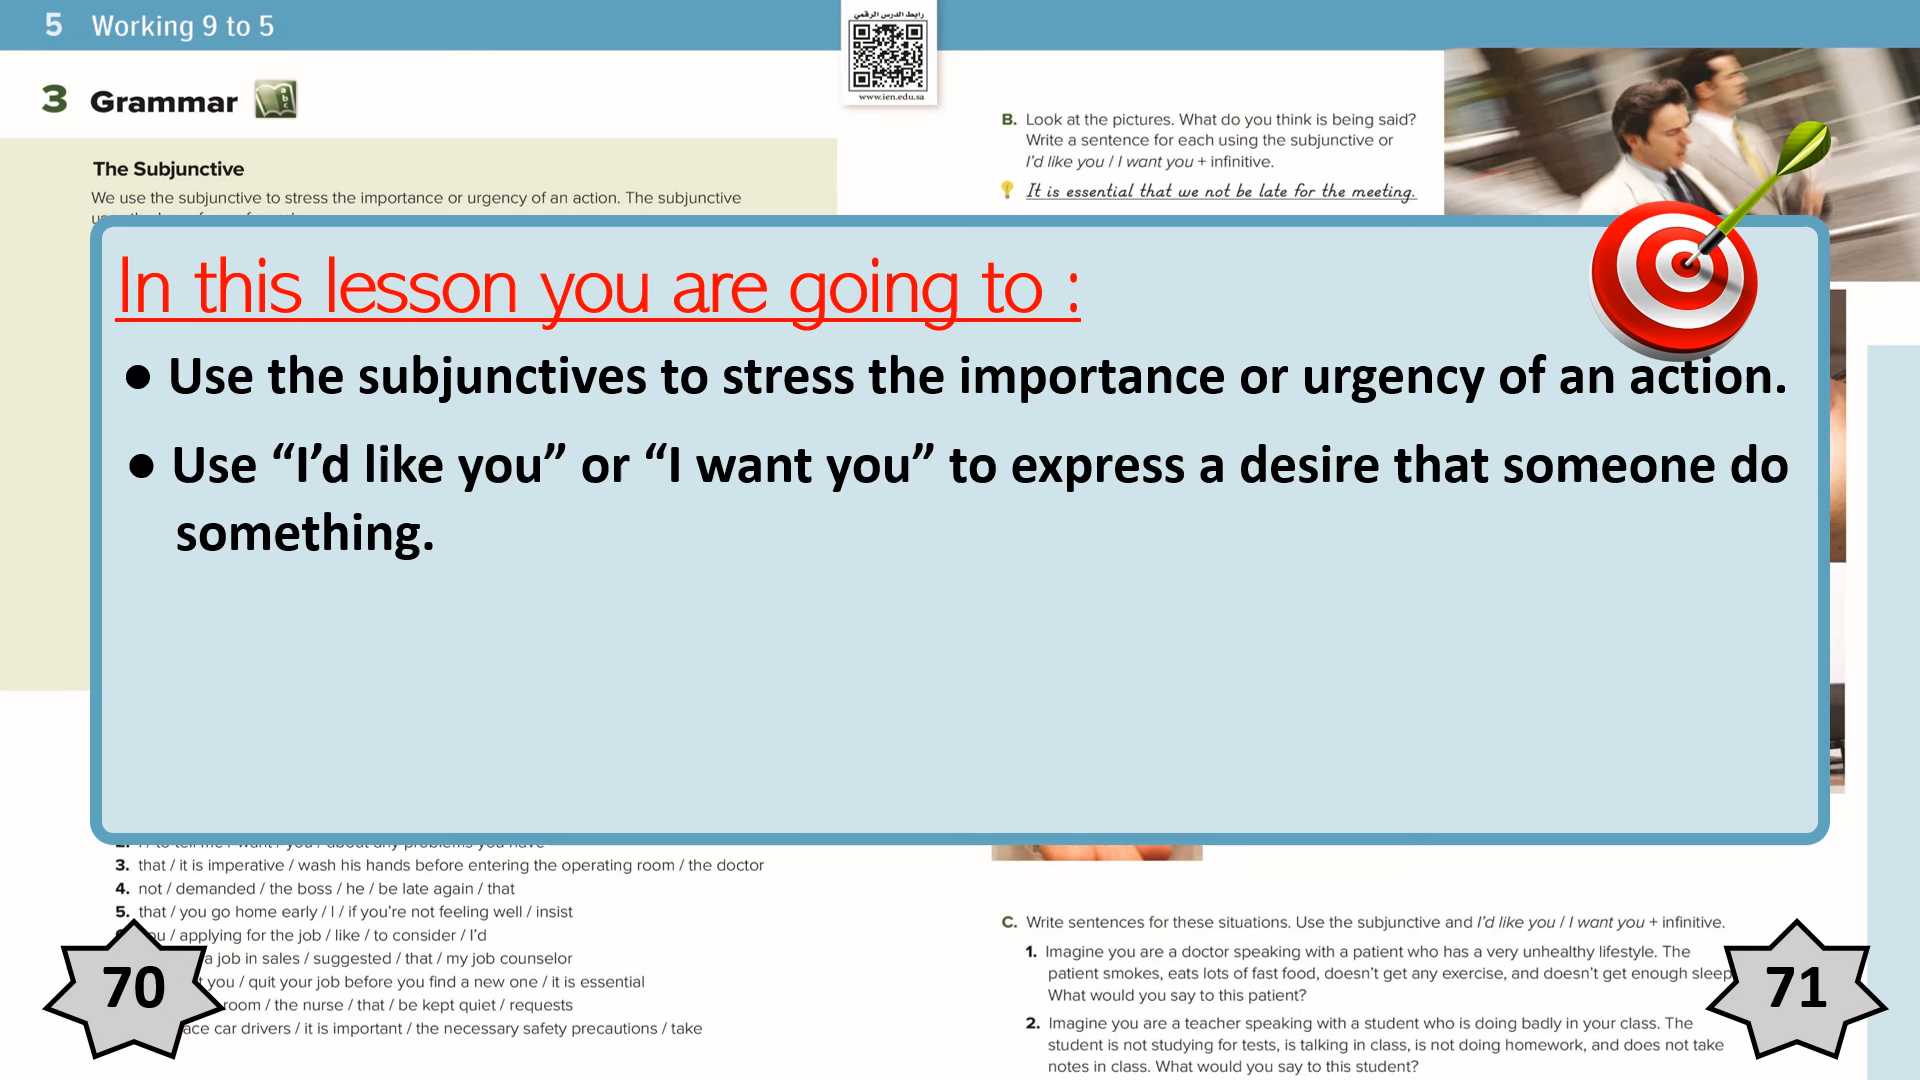 5 Working 9 to 5
رابط الدرس الرقمي
www.ien.edu.sa
3 Grammar
abc
The Subjunctive
We use the subjunctive to stress the importance or urgency of an action. The subjunctive
B. Look at the pictures. What do you think is being said?
Write a sentence for each using the subjunctive or
I'd like you / I want you + infinitive.
It is essential that we not be late for the meeting.
In this lesson you are going to :
● Use the subjunctives to stress the importance or urgency of an action.
● Use “I’d like you” or “I want you” to express a desire that someone do
something.
3. that / it is imperative / wash his hands before entering the operating room / the doctor
4. not / demanded / the boss / he / be late again / that
5. that / you go home early / I / if you’re not feeling well / insist
/ applying for the job / like / to consider / I’d
a job in sales / suggested / that / my job counselor
you / quit your job before you find a new one / it is essential
room / the nurse / that / be kept quiet / requests
car drivers / it is important / the necessary safety precautions / take
70
C. Write sentences for these situations. Use the subjunctive and I’d like you / I want you + infinitive.
1. Imagine you are a doctor speaking with a patient who has a very unhealthy lifestyle. The
patient smokes, eats lots of fast food, doesn’t get any exercise, and doesn’t get enough sleep
What would you say to this patient?
2. Imagine you are a teacher speaking with a student who is doing badly in your class. The
student is not studying for tests, is talking in class, is not doing homework, and does not take
notes in class. What would you say to this student?
71